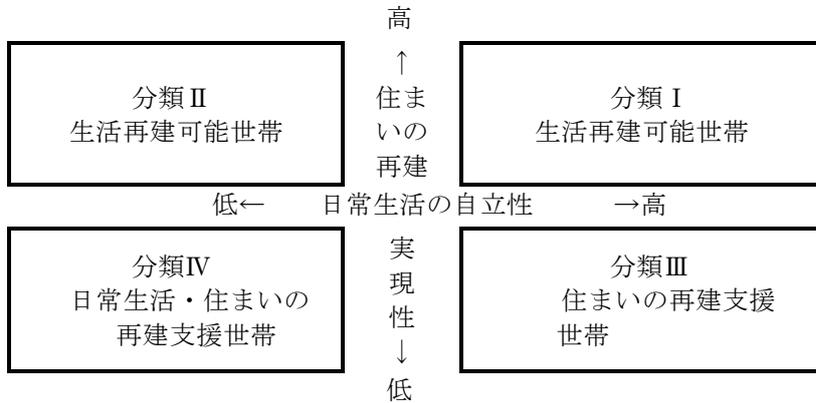 高
↑
住ま
いの
再建
分類Ⅱ
生活再建可能世帯
分類Ⅰ
生活再建可能世帯
低← 日常生活の自立性 →高
分類Ⅳ
日常生活・住まいの
再建支援世帯
実
現
性
↓
低
分類Ⅲ
住まいの再建支援
世帯